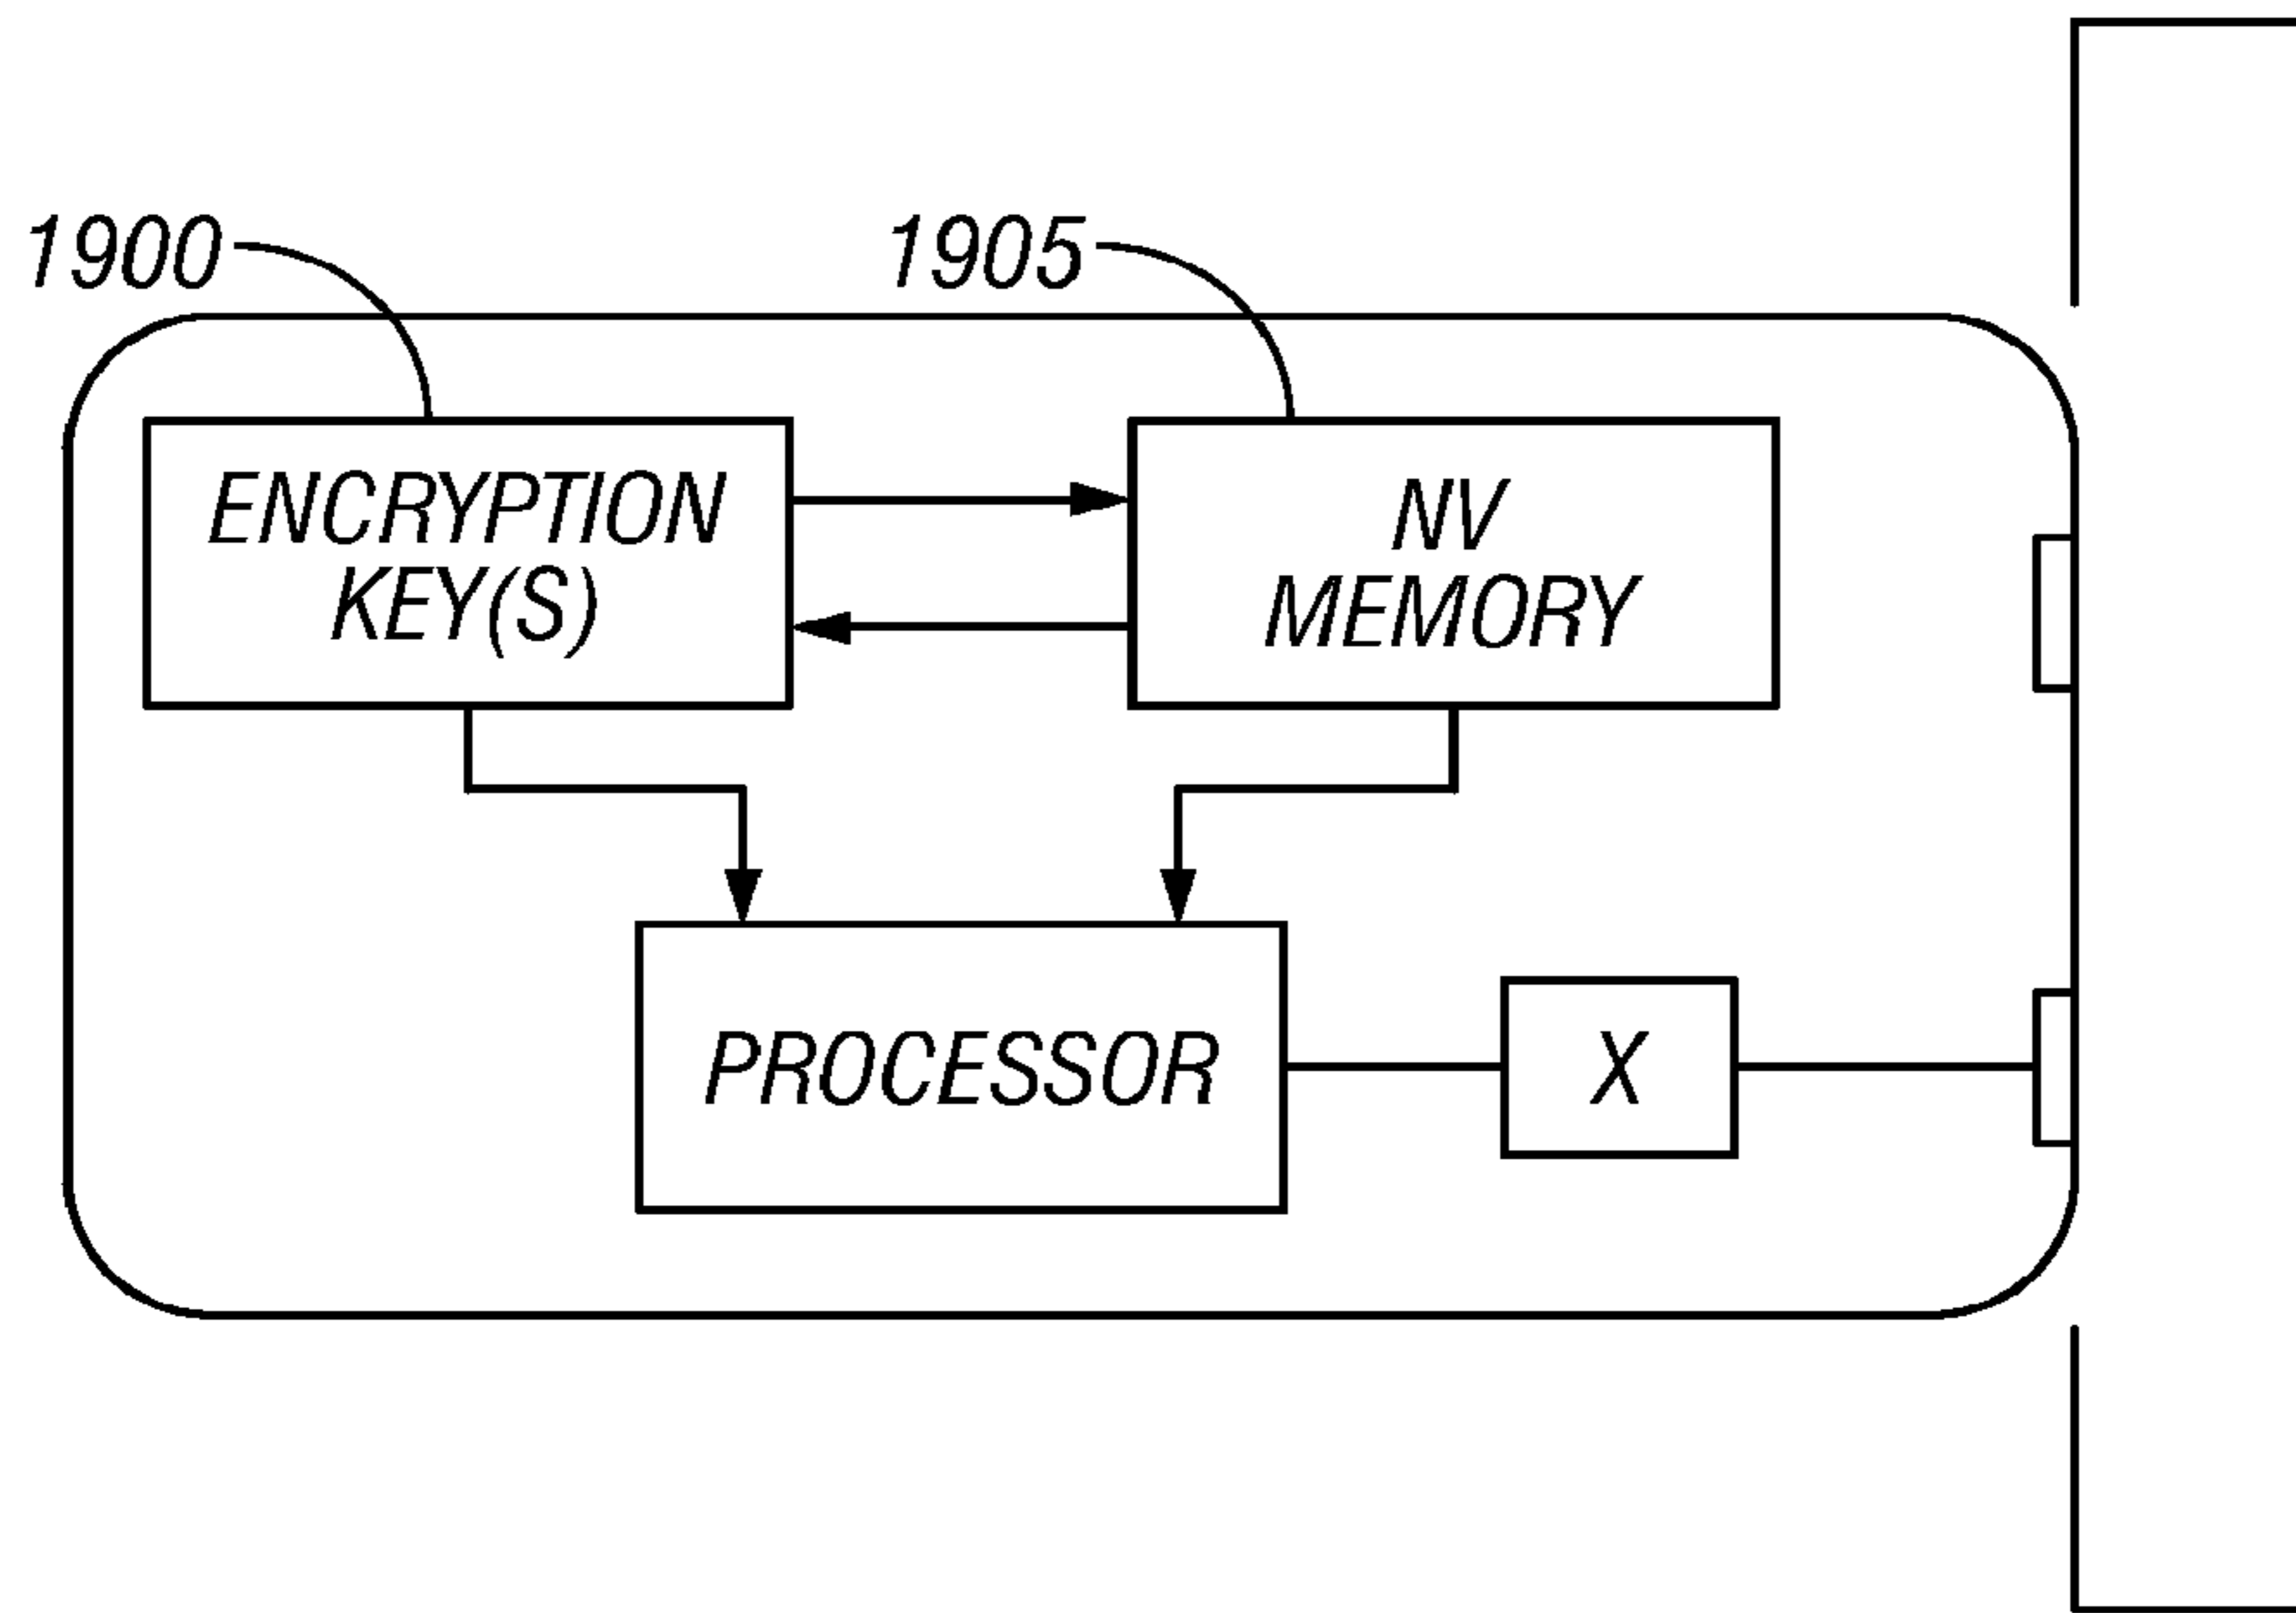 1900
1905
ENCRYPTION
KEY(S)
NV
MEMORY
PROCESSOR
X